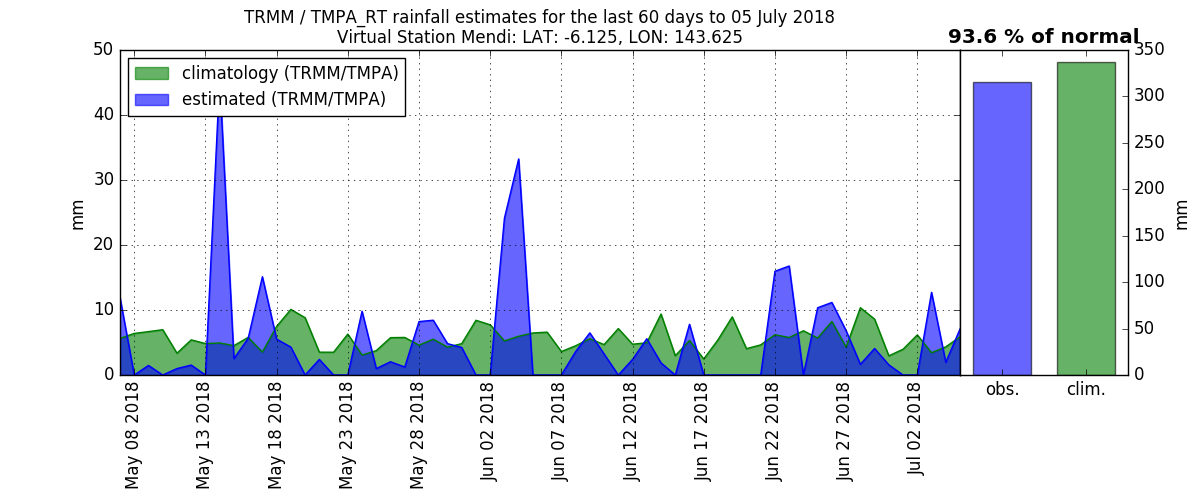 TRMM / TMPA_RT rainfall estimates for the last 60 days to 05 July 2018
Virtual Station Mendi: LAT: -6.125, LON: 143.625
93.6 % of normal
climatology (TRMM/TMPA)
estimated (TRMM/TMPA)
50
40
30
20
10
0
mm
May 08 2018
May 13 2018
May 18 2018
May 23 2018
May 28 2018
Jun 02 2018
Jun 07 2018
Jun 12 2018
Jun 17 2018
Jun 22 2018
Jun 27 2018
Jul 02 2018
obs.
clim.
350
300
250
200
150
100
50
0
mm